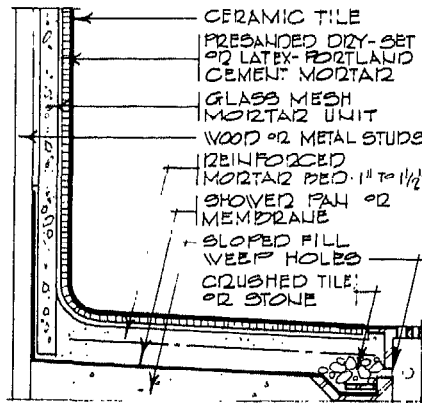 CERAMIC TILE
PRESANDED DRY-SET
OR LATEX-PORTLAND
CEMENT MORTAR
GLASS MESH
MORTAR UNIT
WOOD OR METAL STUDS
REINFORCED
MORTAR BED · 1" TO 1½"
SHOWER PAN OR
MEMBRANE
SLOPED FILL
WEEP HOLES
CRUSHED TILE
OR STONE